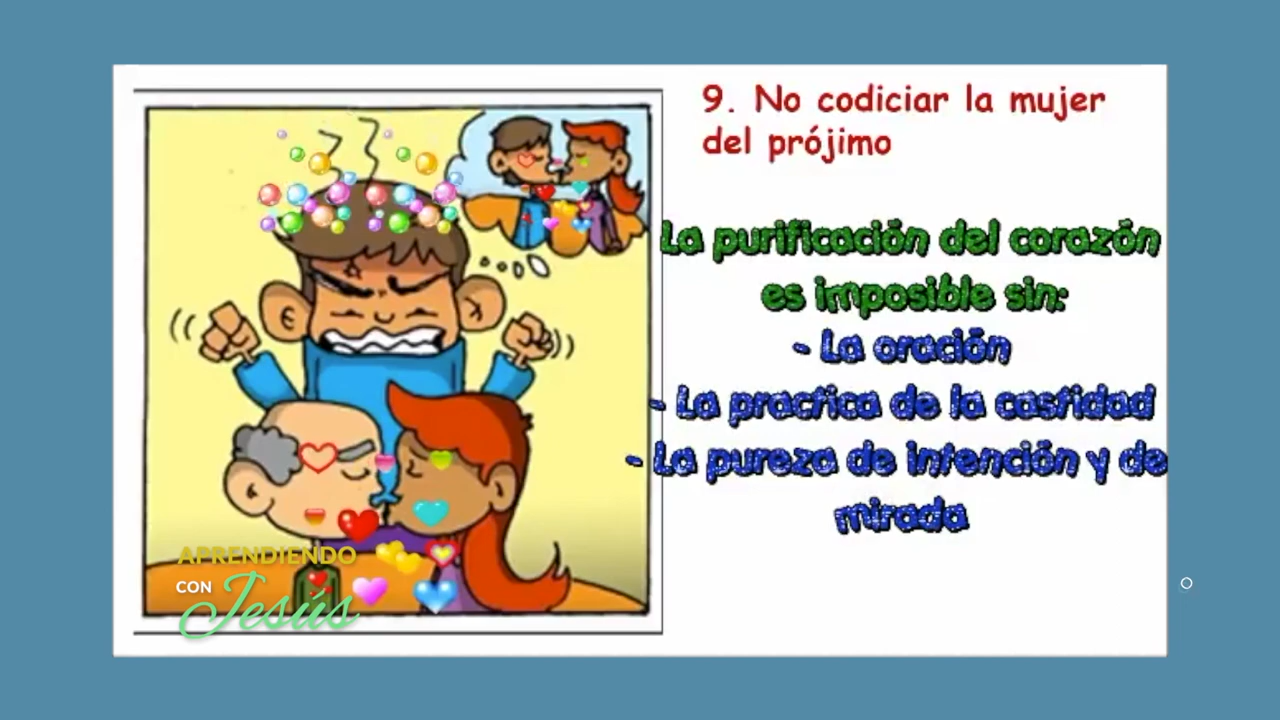 9. No codiciar la mujer
del prójimo
La purificación del corazón
es imposible sin:
- La oración
- La practica de la castidad
- La pureza de intención y de
mirada
APRENDIENDO
CON Jesús